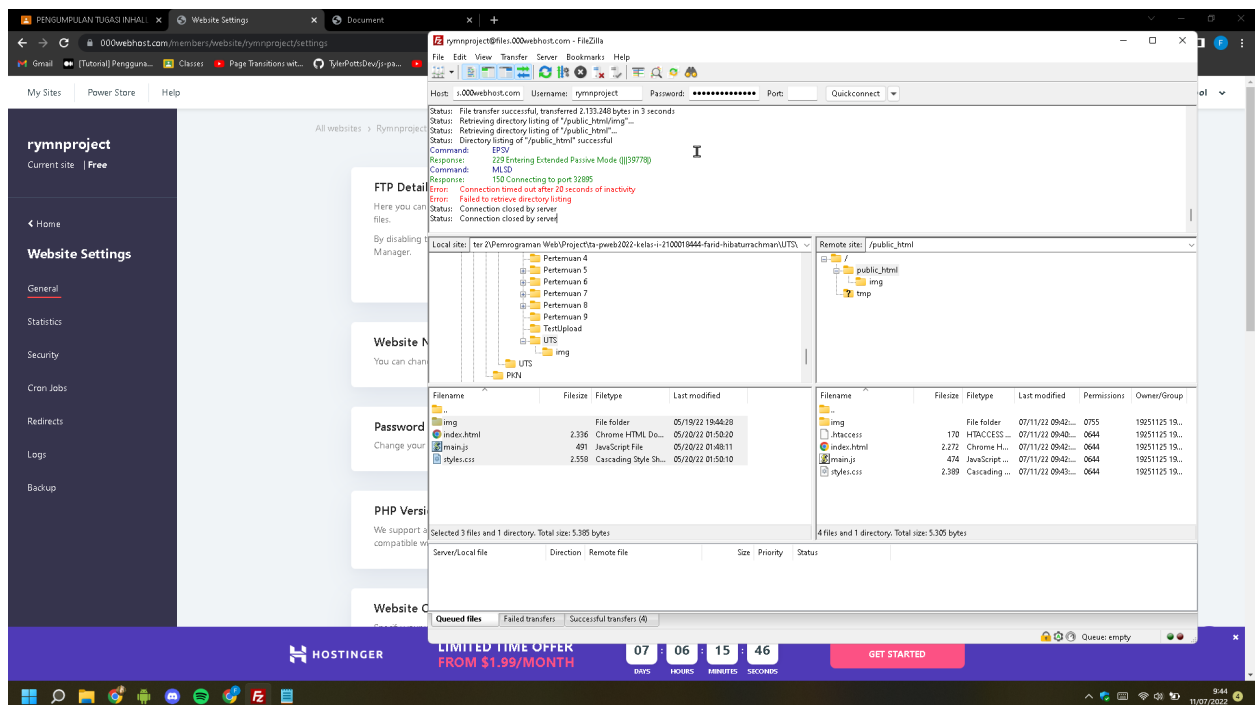 PENGUMPULAN TUGAS I INHALL
Website Settings
Document
000webhost.com/members/website/rymnproject/settings
Gmail
[Tutorial] Pengguna...
Classes
Page Transitions wit...
TylerPottsDev/js-pa...
My Sites
Power Store
Help
All websites > Rymnproject
rymnproject
Current site | Free
Home
Website Settings
General
Statistics
Security
Cron Jobs
Redirects
Logs
Backup
FTP Detail
Here you can
files.
By disabling t
Manager.
Website N
You can chan
Password
Change your
PHP Versi
We support a
compatible w
Website C
rymnproject@files.000webhost.com - FileZilla
File Edit View Transfer Server Bookmarks Help
Host: s.000webhost.com Username: rymnproject Password: •••••••••••••• Port: Quickconnect
Status: File transfer successful, transferred 2.133.248 bytes in 3 seconds
Status: Retrieving directory listing of "/public_html/img"...
Status: Retrieving directory listing of "/public_html"...
Status: Directory listing of "/public_html" successful
Command: EPSV
Response: 229 Entering Extended Passive Mode (|||39778|)
Command: MLSD
Response: 150 Connecting to port 32895
Error: Connection timed out after 20 seconds of inactivity
Error: Failed to retrieve directory listing
Status: Connection closed by server
Status: Connection closed by server
Local site: ter 2\Pemrograman Web\Project\ta-pweb2022-kelas-i-2100018444-farid-hibaturrachman\UTS\
Pertemuan 4
Pertemuan 5
Pertemuan 6
Pertemuan 7
Pertemuan 8
Pertemuan 9
TestUpload
UTS
img
UTS
PKN
Remote site: /public_html
/
public_html
img
tmp
Filename Filesize Filetype Last modified
..
img File folder 05/19/22 19:44:28
index.html 2.336 Chrome HTML Do... 05/20/22 01:50:20
main.js 491 JavaScript File 05/20/22 01:48:11
styles.css 2.558 Cascading Style Sh... 05/20/22 01:50:10
Selected 3 files and 1 directory. Total size: 5.385 bytes
Filename Filesize Filetype Last modified Permissions Owner/Group
..
img File folder 07/11/22 09:42:... 0755 19251125 19...
.htaccess 170 HTACCESS ... 07/11/22 09:40:... 0644 19251125 19...
index.html 2.272 Chrome H... 07/11/22 09:42:... 0644 19251125 19...
main.js 474 JavaScript ... 07/11/22 09:42:... 0644 19251125 19...
styles.css 2.389 Cascading ... 07/11/22 09:43:... 0644 19251125 19...
4 files and 1 directory. Total size: 5.305 bytes
Server/Local file Direction Remote file Size Priority Status
Queued files Failed transfers Successful transfers (4)
Queue: empty
HOSTINGER
LIMITED TIME OFFER
FROM $1.99/MONTH
07 : 06 : 15 : 46
DAYS HOURS MINUTES SECONDS
GET STARTED
9:44
11/07/2022
4